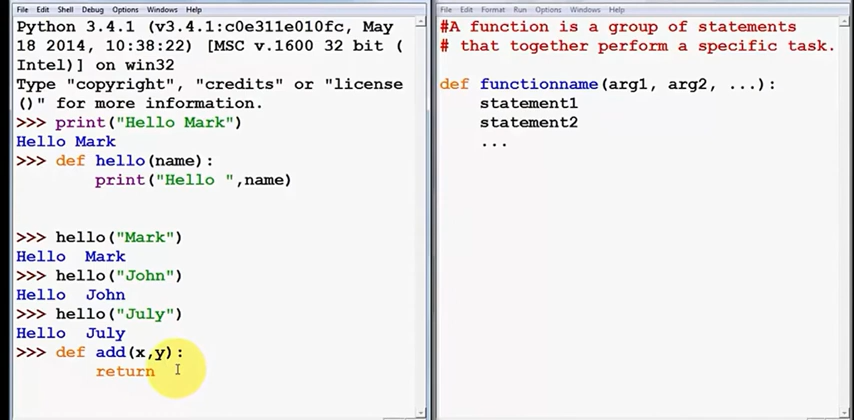 File Edit Shell Debug Options Windows Help
Python 3.4.1 (v3.4.1:c0e311e010fc, May
18 2014, 10:38:22) [MSC v.1600 32 bit (
Intel)] on win32
Type "copyright", "credits" or "license
()" for more information.
>>> print("Hello Mark")
Hello Mark
>>> def hello(name):
print("Hello ",name)
>>> hello("Mark")
Hello  Mark
>>> hello("John")
Hello  John
>>> hello("July")
Hello  July
>>> def add(x,y):
return
File Edit Format Run Options Windows Help
#A function is a group of statements
# that together perform a specific task.
def functionname(arg1, arg2, ...):
statement1
statement2
...